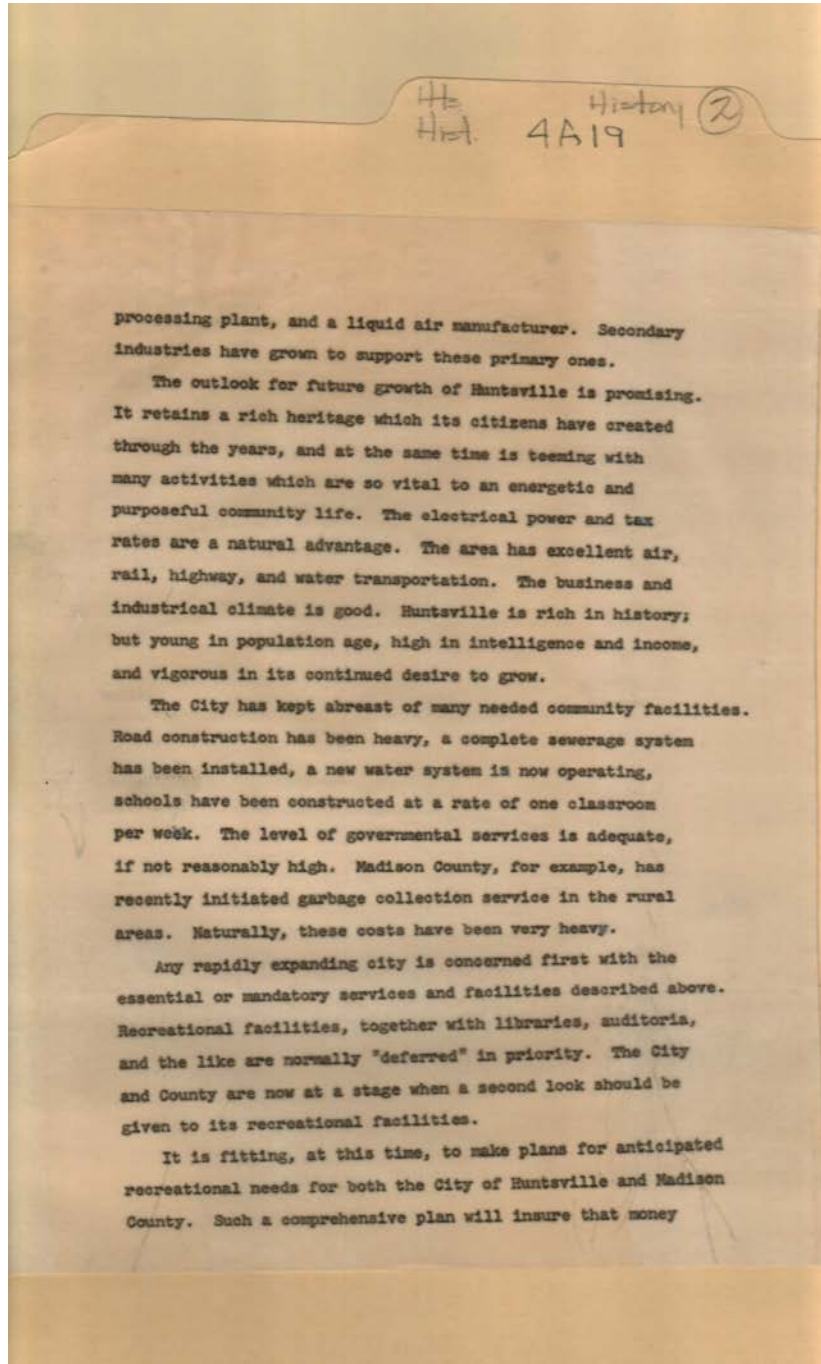 Hts History 2
Hist. 4A19
processing plant, and a liquid air manufacturer. Secondary
industries have grown to support these primary ones.
The outlook for future growth of Huntsville is promising.
It retains a rich heritage which its citizens have created
through the years, and at the same time is teeming with
many activities which are so vital to an energetic and
purposeful community life. The electrical power and tax
rates are a natural advantage. The area has excellent air,
rail, highway, and water transportation. The business and
industrical climate is good. Huntsville is rich in history;
but young in population age, high in intelligence and income,
and vigorous in its continued desire to grow.
The City has kept abreast of many needed community facilities.
Road construction has been heavy, a complete sewerage system
has been installed, a new water system is now operating,
schools have been constructed at a rate of one classroom
per week. The level of governmental services is adequate,
if not reasonably high. Madison County, for example, has
recently initiated garbage collection service in the rural
areas. Naturally, these costs have been very heavy.
Any rapidly expanding city is concerned first with the
essential or mandatory services and facilities described above.
Recreational facilities, together with libraries, auditoria,
and the like are normally "deferred" in priority. The City
and County are now at a stage when a second look should be
given to its recreational facilities.
It is fitting, at this time, to make plans for anticipated
recreational needs for both the City of Huntsville and Madison
County. Such a comprehensive plan will insure that money